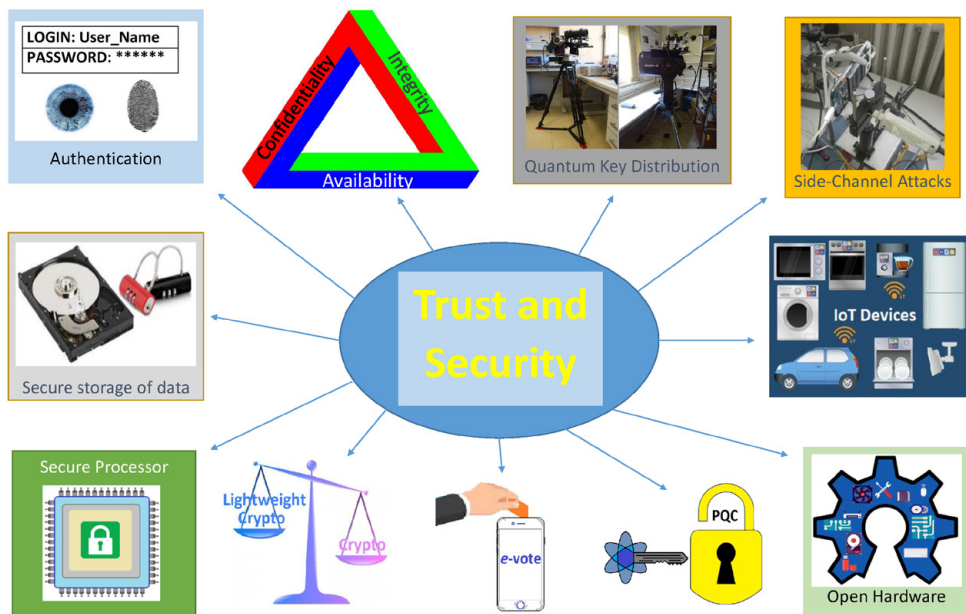 LOGIN: User_Name
PASSWORD: ******
Authentication
Confidentiality
Integrity
Availability
Quantum Key Distribution
Side-Channel Attacks
Trust and
Security
Secure storage of data
IoT Devices
Secure Processor
Lightweight
Crypto
Crypto
e-vote
PQC
Open Hardware